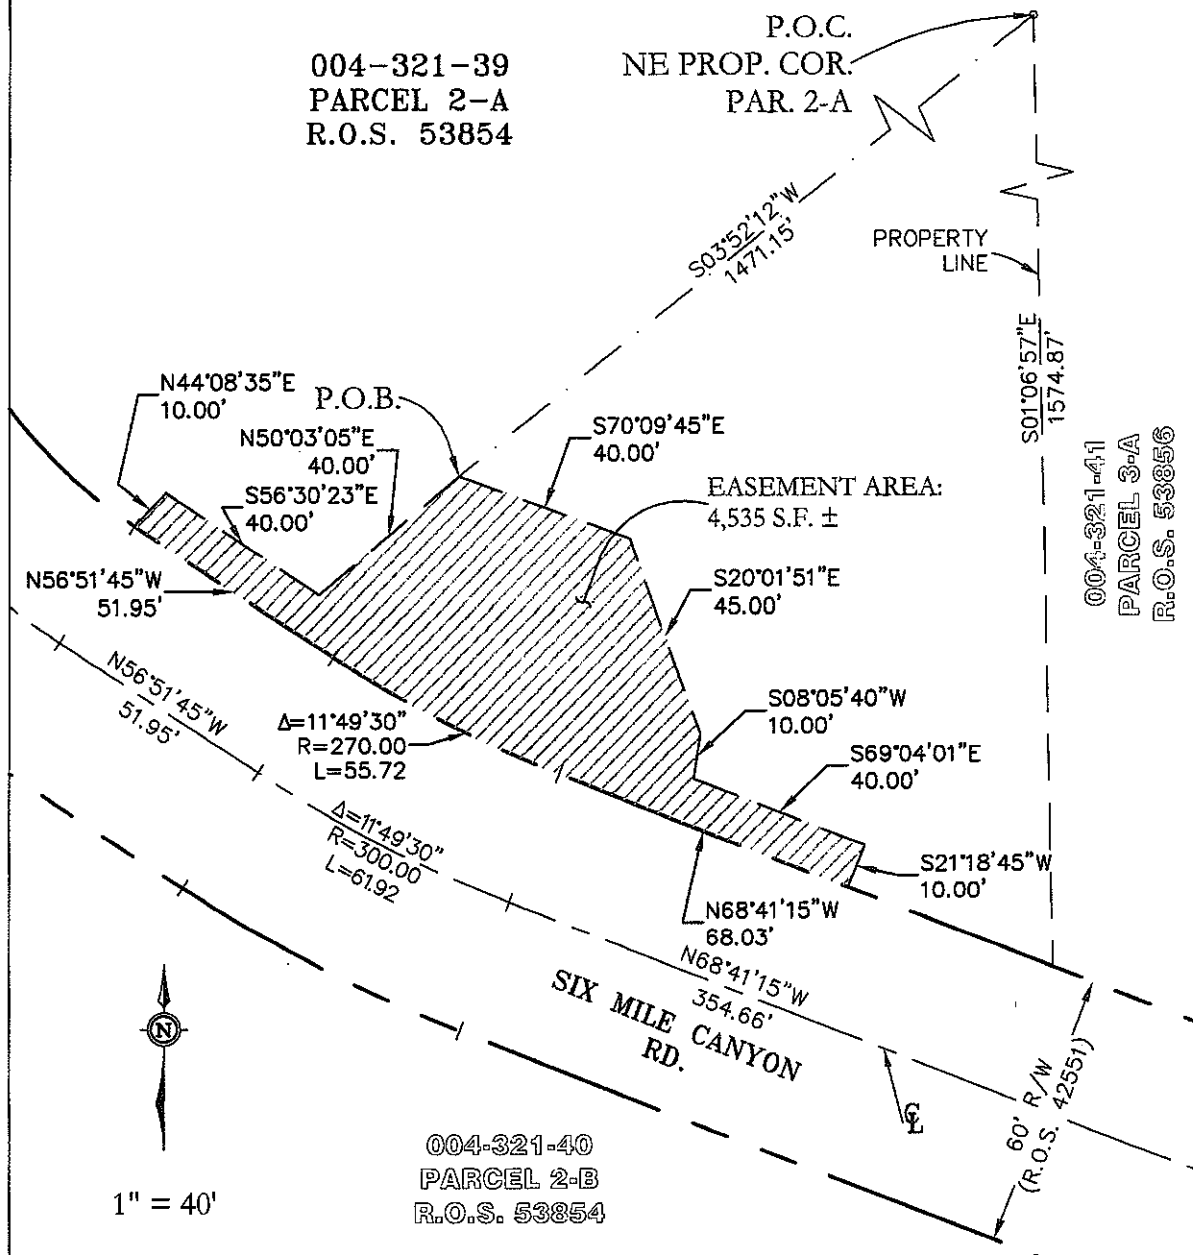 004-321-39
PARCEL 2-A
R.O.S. 53854
P.O.C.
NE PROP. COR.
PAR. 2-A
S03°52'12"W
1471.15'
PROPERTY
LINE
S01°06'57"E
1574.87'
004-321-41
PARCEL 3-A
R.O.S. 53856
N44°08'35"E
10.00'
P.O.B.
N50°03'05"E
40.00'
S56°30'23"E
40.00'
S70°09'45"E
40.00'
EASEMENT AREA:
4,535 S.F. ±
N56°51'45"W
51.95'
S20°01'51"E
45.00'
N56°51'45"W
51.95'
Δ=11°49'30"
R=270.00
L=55.72
S08°05'40"W
10.00'
S69°04'01"E
40.00'
Δ=11°49'30"
R=300.00
L=61.92
S21°18'45"W
10.00'
N68°41'15"W
68.03'
N68°41'15"W
354.66'
SIX MILE CANYON
RD.
℄
60' R/W
(R.O.S. 42551)
N
1" = 40'
004-321-40
PARCEL 2-B
R.O.S. 53854